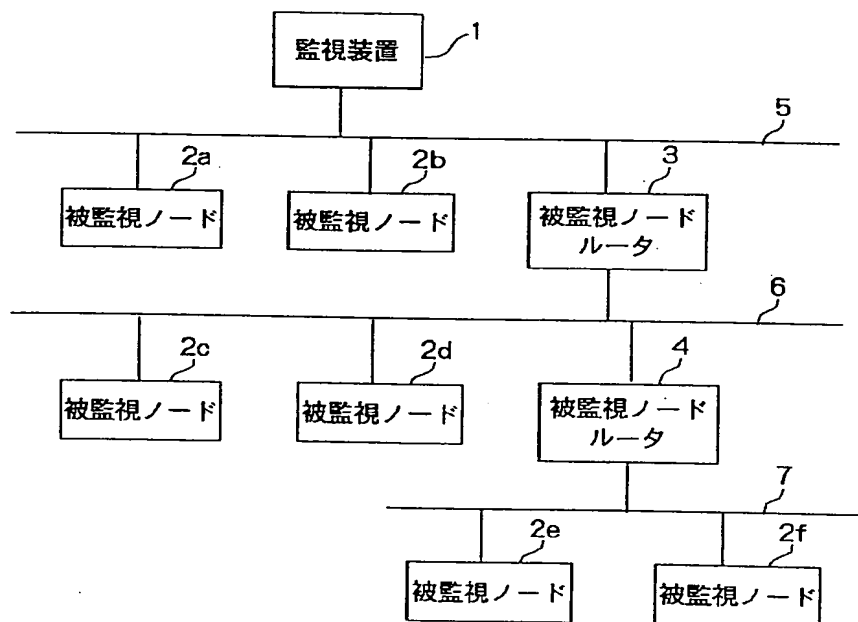 監視装置
1
5
2a
2b
3
被監視ノード
被監視ノード
被監視ノード
ルータ
6
2c
2d
4
被監視ノード
被監視ノード
被監視ノード
ルータ
7
2e
2f
被監視ノード
被監視ノード